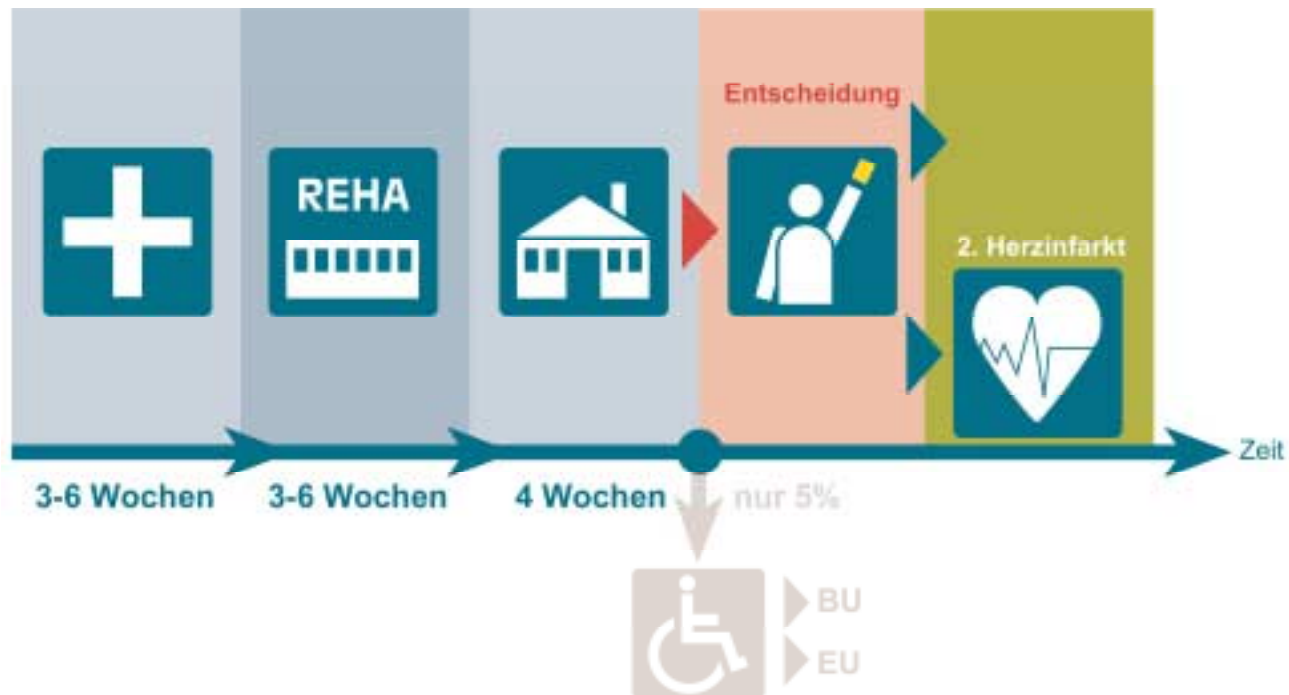 Entscheidung
REHA
2. Herzinfarkt
Zeit
3-6 Wochen
3-6 Wochen
4 Wochen
nur 5%
BU
EU